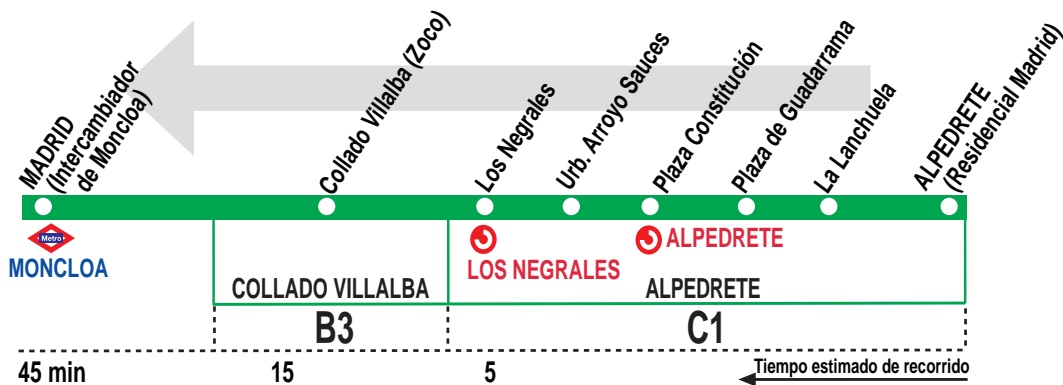 MADRID
(Intercambiador
de Moncloa)
Collado Villalba (Zoco)
Los Negrales
Urb. Arroyo Sauces
Plaza Constitución
Plaza de Guadarrama
La Lanchuela
ALPEDRETE
(Residencial Madrid)
Metro
MONCLOA
LOS NEGRALES
ALPEDRETE
COLLADO VILLALBA
ALPEDRETE
B3
C1
45 min
15
5
Tiempo estimado de recorrido